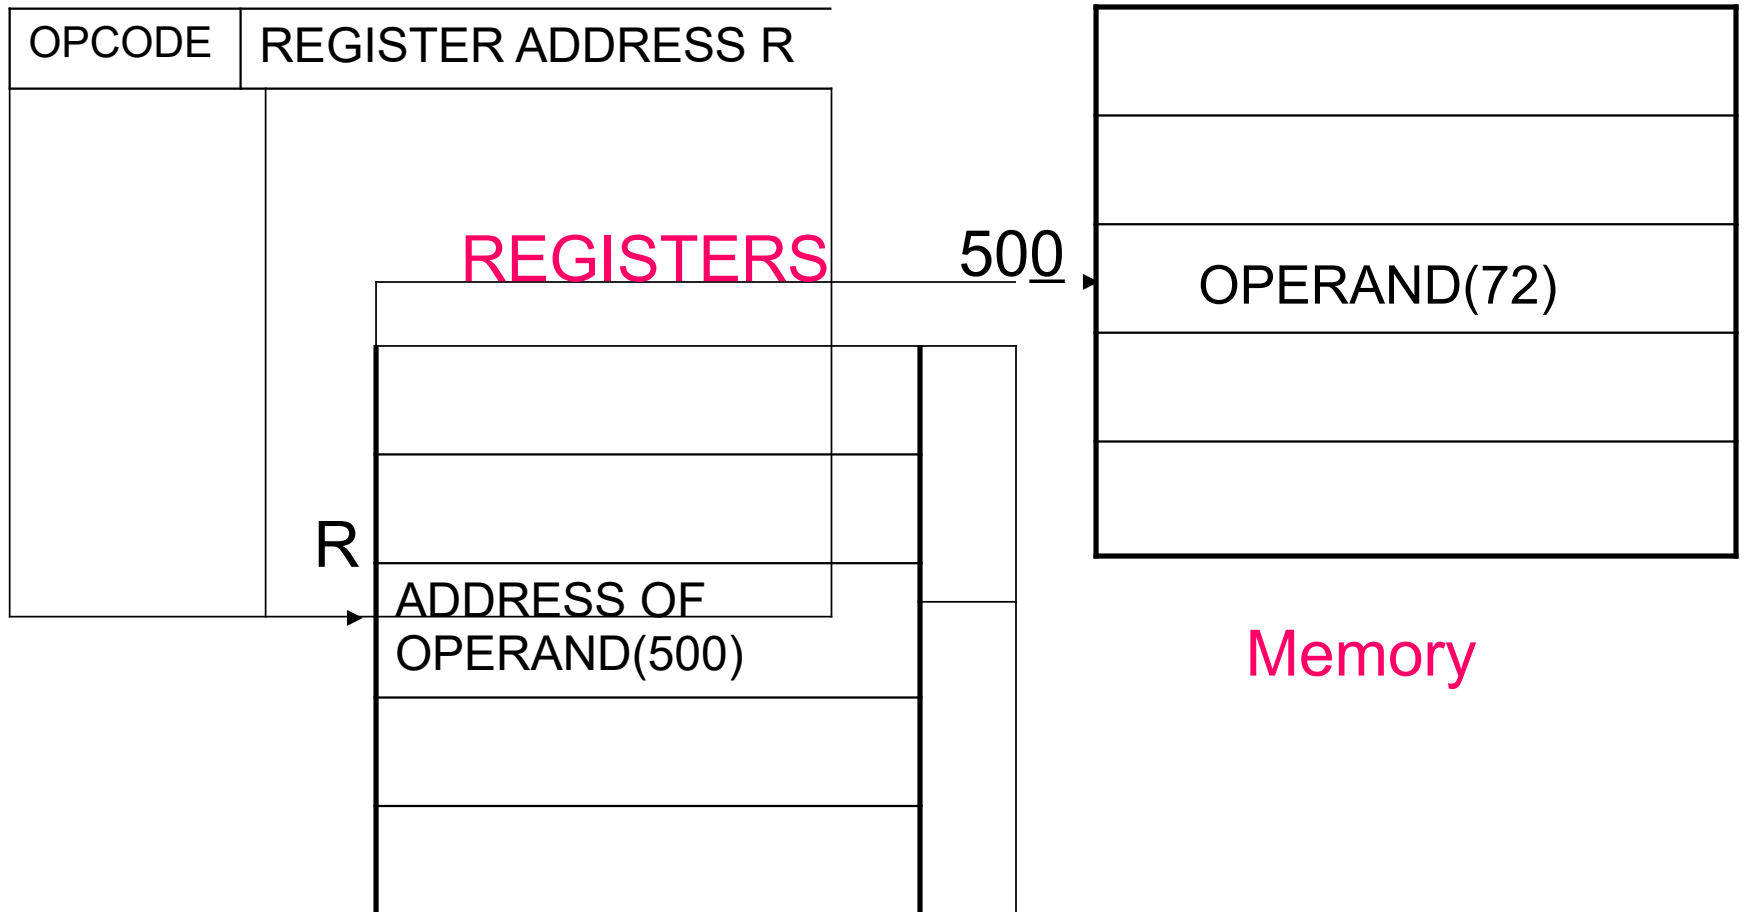 OPCODE
REGISTER ADDRESS R
REGISTERS
500
OPERAND(72)
R
ADDRESS OF
OPERAND(500)
Memory